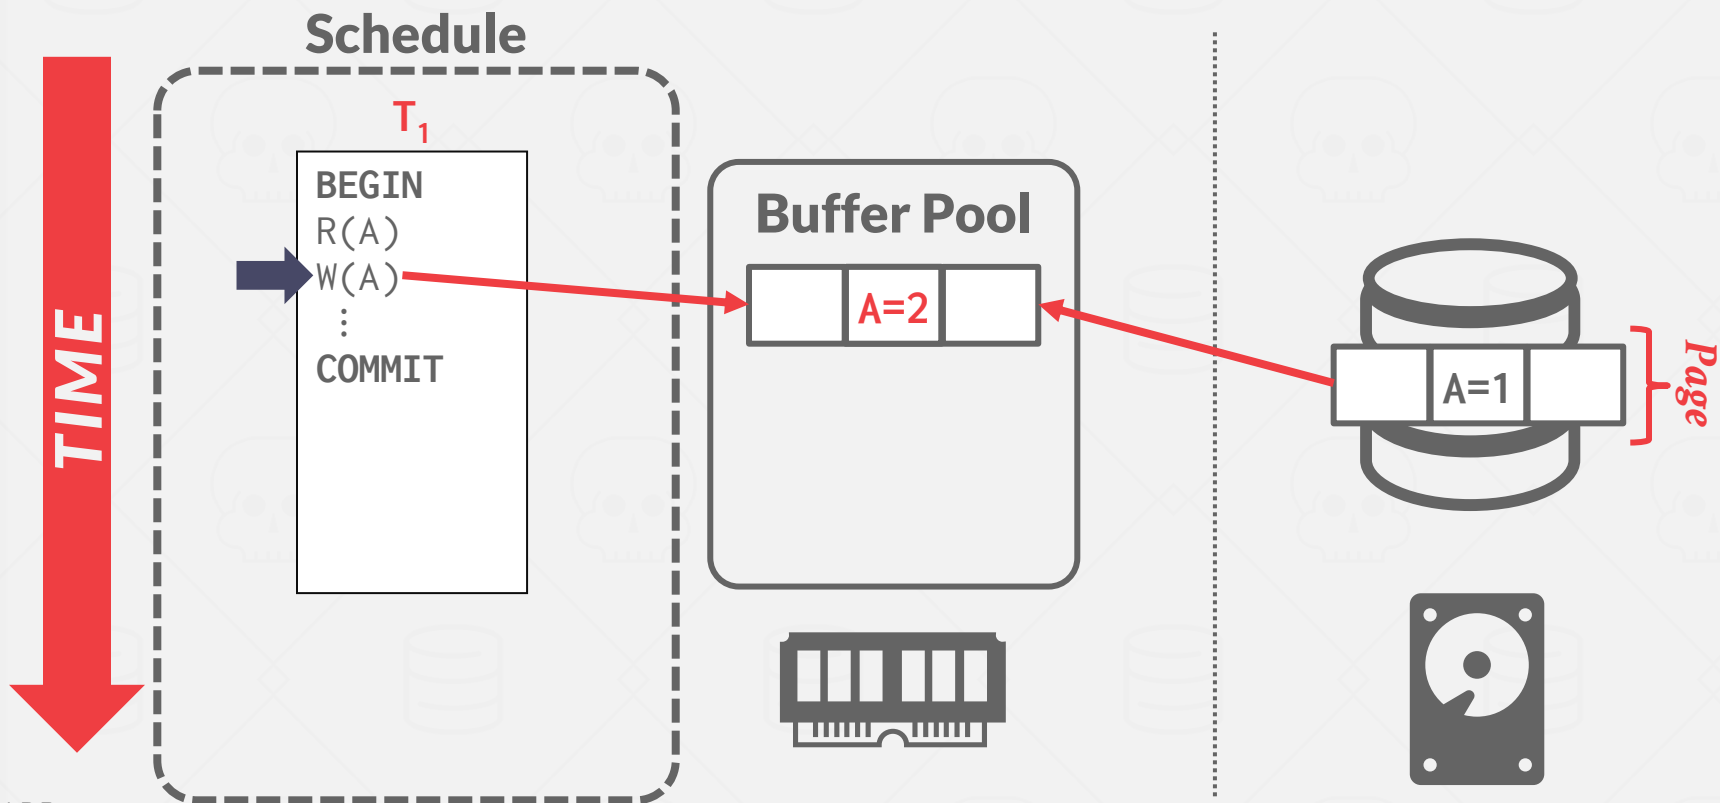 Schedule
TIME
T1
BEGIN
R(A)
W(A)
⋮
COMMIT
Buffer Pool
A=2
A=1
Page